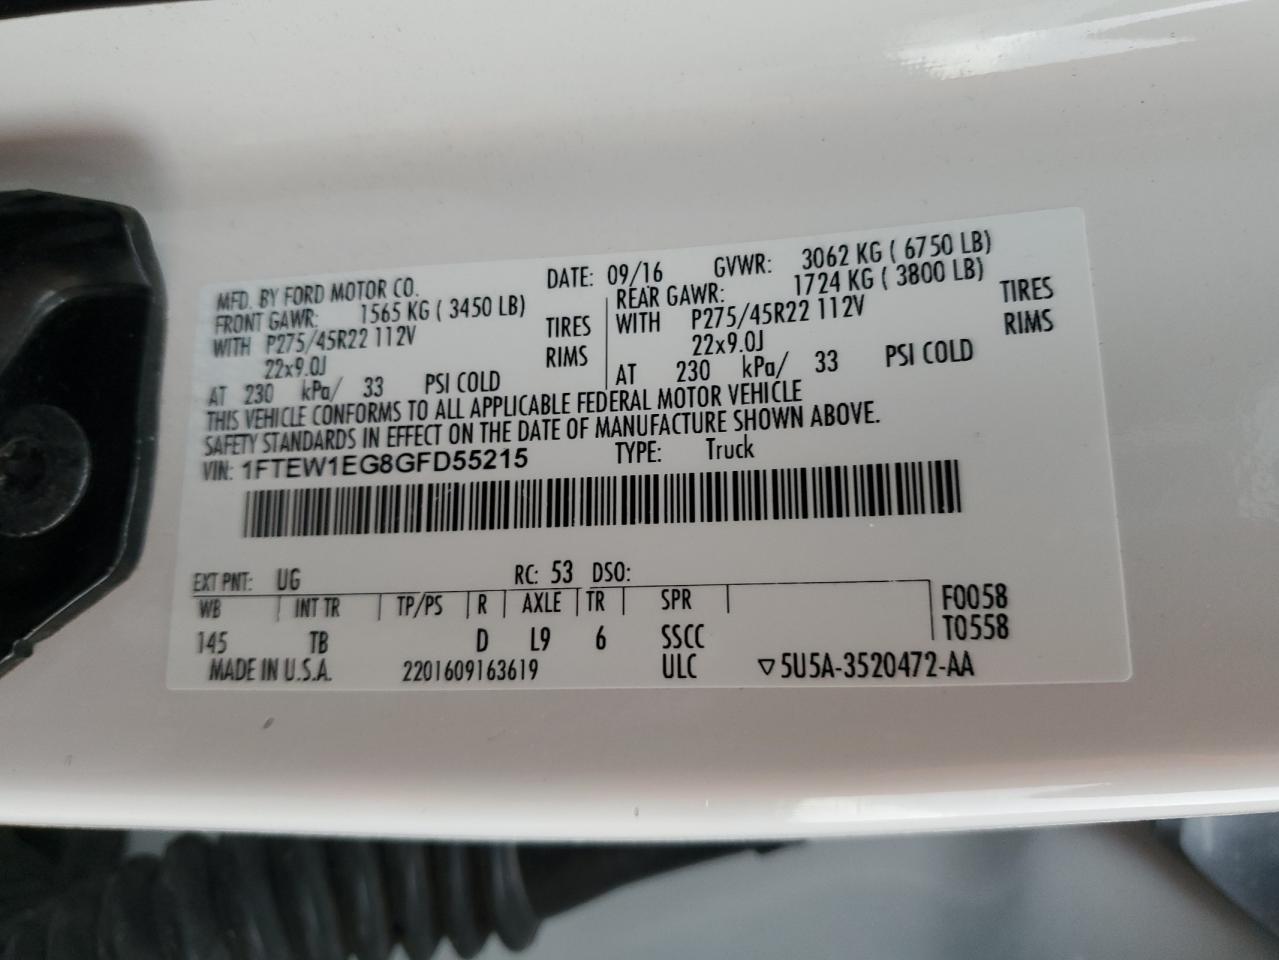 MFD. BY FORD MOTOR CO. DATE: 09/16 GVWR: 3062 KG ( 6750 LB)
FRONT GAWR: 1565 KG ( 3450 LB) REAR GAWR: 1724 KG ( 3800 LB)
WITH P275/45R22 112V TIRES WITH P275/45R22 112V TIRES
22x9.0J RIMS 22x9.0J RIMS
AT 230 kPa/ 33 PSI COLD AT 230 kPa/ 33 PSI COLD
THIS VEHICLE CONFORMS TO ALL APPLICABLE FEDERAL MOTOR VEHICLE
SAFETY STANDARDS IN EFFECT ON THE DATE OF MANUFACTURE SHOWN ABOVE.
VIN: 1FTEW1EG8GFD55215 TYPE: Truck
EXT PNT: UG RC: 53 DSO:
WB INT TR TP/PS R AXLE TR SPR F0058
145 TB D L9 6 SSCC T0558
MADE IN U.S.A. 2201609163619 ULC ▽5U5A-3520472-AA